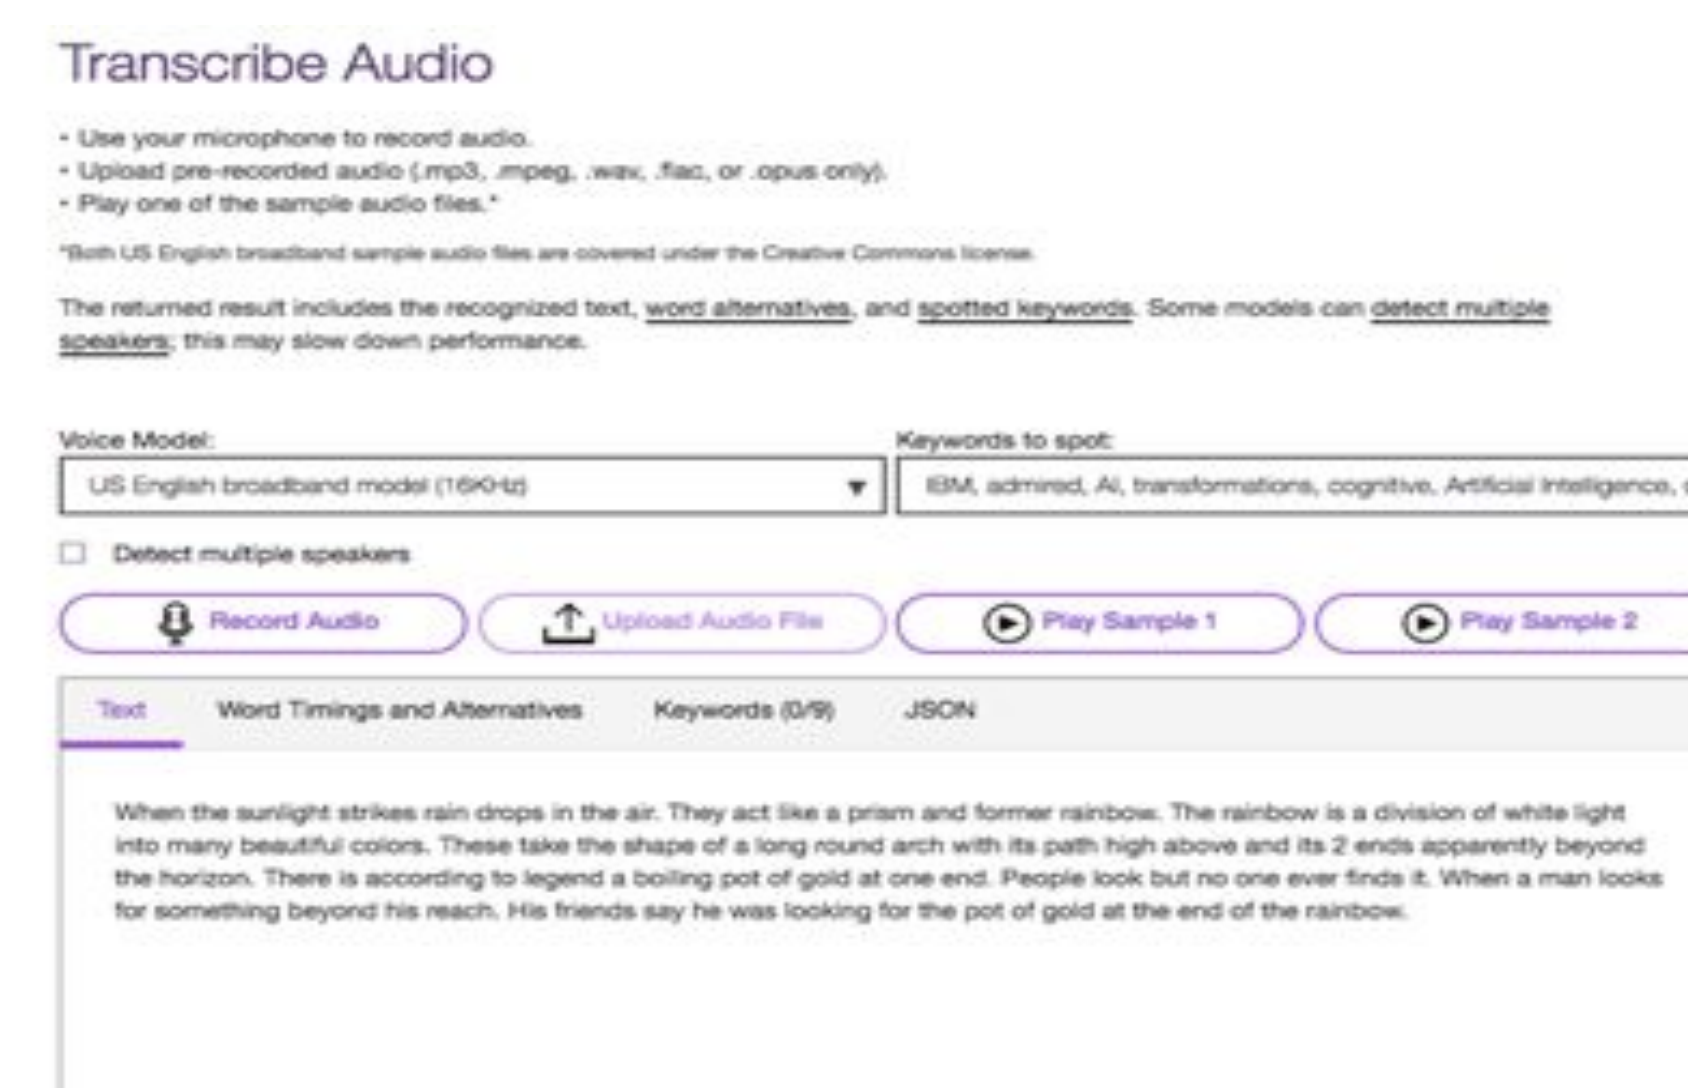 Transcribe Audio
• Use your microphone to record audio.
• Upload pre-recorded audio (.mp3, .mpeg, .wav, .flac, or .opus only).
• Play one of the sample audio files.*
*Both US English broadband sample audio files are covered under the Creative Commons license.
The returned result includes the recognized text, word alternatives, and spotted keywords. Some models can detect multiple
speakers; this may slow down performance.
Voice Model: Keywords to spot:
US English broadband model (16KHz) IBM, admired, AI, transformations, cognitive, Artificial Intelligence,
Detect multiple speakers
Record Audio Upload Audio File Play Sample 1 Play Sample 2
Text Word Timings and Alternatives Keywords (0/9) JSON
When the sunlight strikes rain drops in the air. They act like a prism and former rainbow. The rainbow is a division of white light
into many beautiful colors. These take the shape of a long round arch with its path high above and its 2 ends apparently beyond
the horizon. There is according to legend a boiling pot of gold at one end. People look but no one ever finds it. When a man looks
for something beyond his reach. His friends say he was looking for the pot of gold at the end of the rainbow.